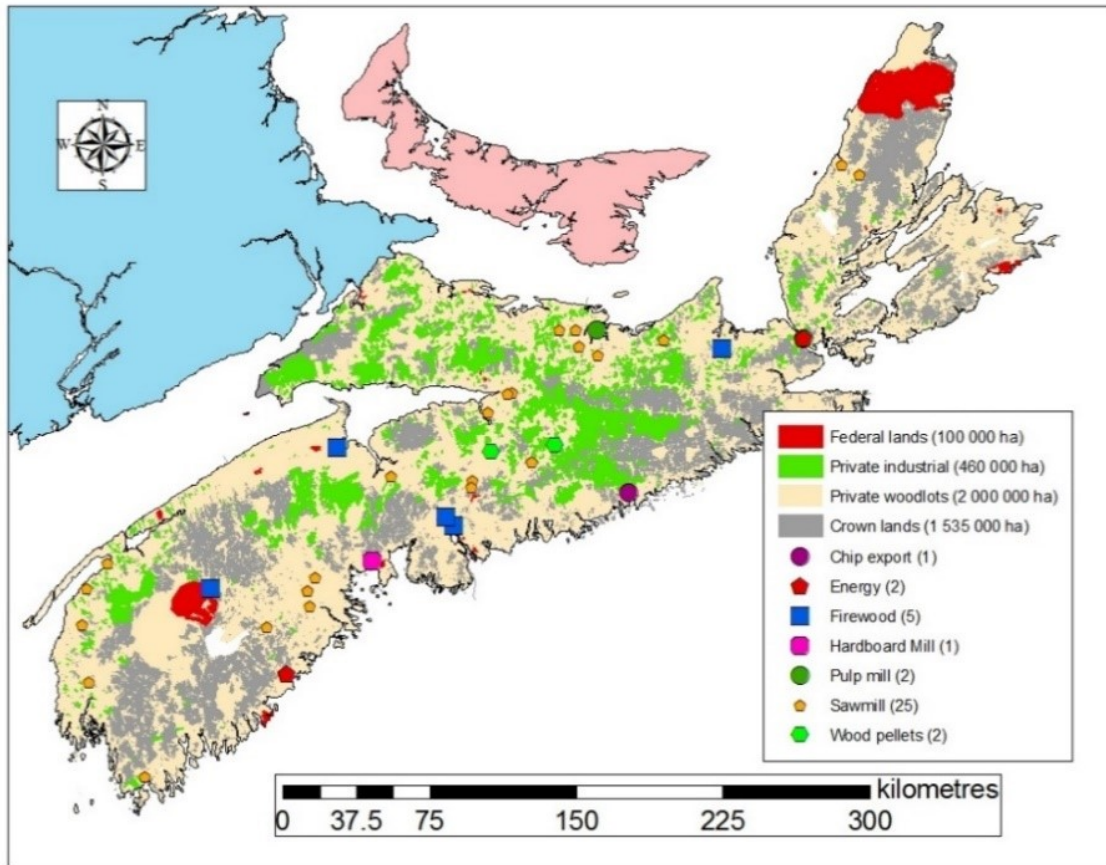 N
W E
S
Federal lands (100 000 ha)
Private industrial (460 000 ha)
Private woodlots (2 000 000 ha)
Crown lands (1 535 000 ha)
Chip export (1)
Energy (2)
Firewood (5)
Hardboard Mill (1)
Pulp mill (2)
Sawmill (25)
Wood pellets (2)
kilometres
0 37.5 75 150 225 300